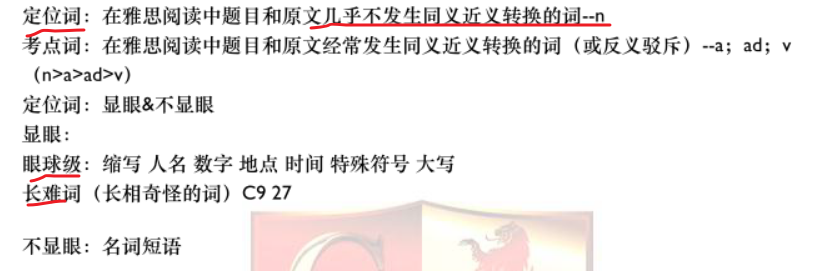 定位词：在雅思阅读中题目和原文几乎不发生同义近义转换的词--n
考点词：在雅思阅读中题目和原文经常发生同义近义转换的词（或反义驳斥）--a；ad；v
（n>a>ad>v）
定位词：显眼&不显眼
显眼：
眼球级：缩写 人名 数字 地点 时间 特殊符号 大写
长难词（长相奇怪的词）C9 27
不显眼：名词短语